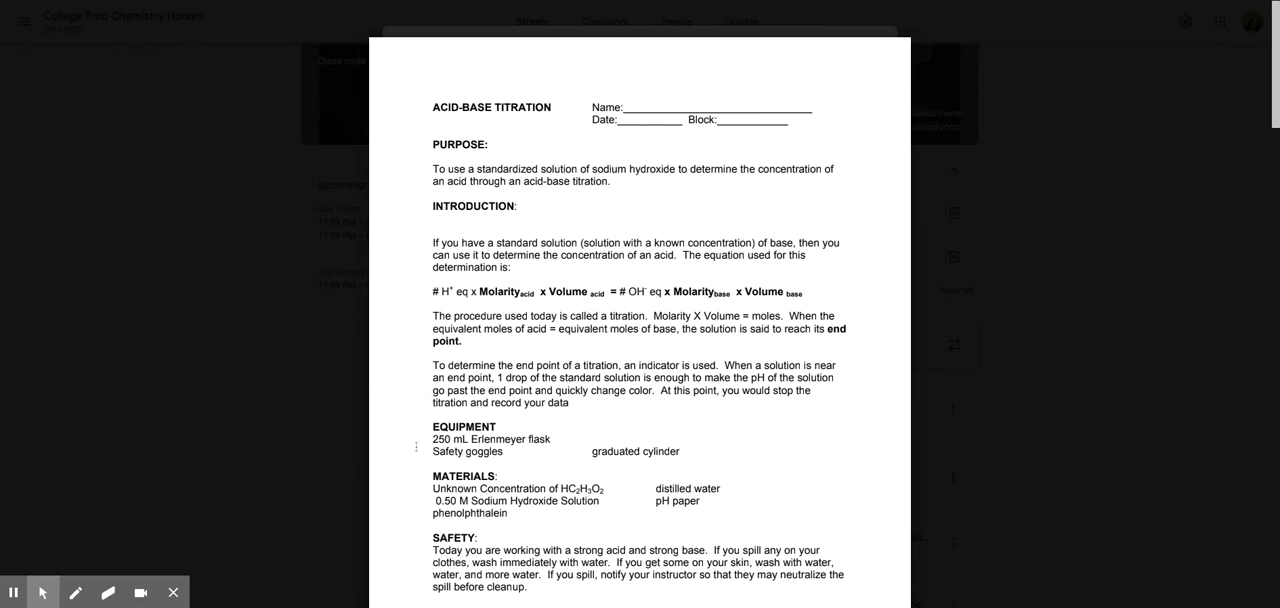 College Prep Chemistry Honors
Stream Classwork People Grades
Class code
Upcoming
View all
ACID-BASE TITRATION Name:______________________________
Date:___________ Block:____________
PURPOSE:
To use a standardized solution of sodium hydroxide to determine the concentration of
an acid through an acid-base titration.
INTRODUCTION:
If you have a standard solution (solution with a known concentration) of base, then you
can use it to determine the concentration of an acid. The equation used for this
determination is:
# H⁺ eq x Molarity acid x Volume acid = # OH⁻ eq x Molarity base x Volume base
The procedure used today is called a titration. Molarity X Volume = moles. When the
equivalent moles of acid = equivalent moles of base, the solution is said to reach its end
point.
To determine the end point of a titration, an indicator is used. When a solution is near
an end point, 1 drop of the standard solution is enough to make the pH of the solution
go past the end point and quickly change color. At this point, you would stop the
titration and record your data
EQUIPMENT
250 mL Erlenmeyer flask
Safety goggles graduated cylinder
MATERIALS:
Unknown Concentration of HC₂H₃O₂ distilled water
0.50 M Sodium Hydroxide Solution pH paper
phenolphthalein
SAFETY:
Today you are working with a strong acid and strong base. If you spill any on your
clothes, wash immediately with water. If you get some on your skin, wash with water,
water, and more water. If you spill, notify your instructor so that they may neutralize the
spill before cleanup.